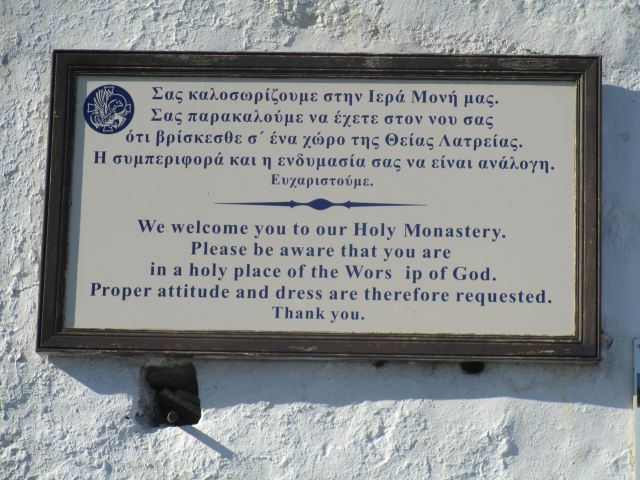 Σας καλοσωρίζουμε στην Ιερά Μονή μας.
Σας παρακαλούμε να έχετε στον νου σας
ότι βρίσκεσθε σ΄ ένα χώρο της Θείας Λατρείας.
Η συμπεριφορά και η ενδυμασία σας να είναι ανάλογη.
Ευχαριστούμε.
We welcome you to our Holy Monastery.
Please be aware that you are
in a holy place of the Wors ip of God.
Proper attitude and dress are therefore requested.
Thank you.